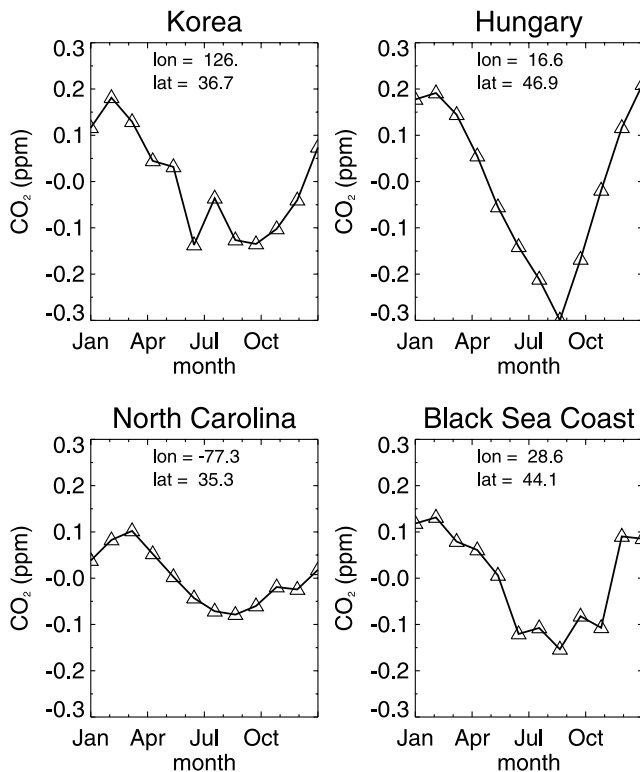 Korea
lon = 126.
lat = 36.7
CO₂ (ppm)
0.3
0.2
0.1
-0.0
-0.1
-0.2
-0.3
Jan Apr Jul Oct
month
Hungary
lon = 16.6
lat = 46.9
CO₂ (ppm)
0.3
0.2
0.1
-0.0
-0.1
-0.2
-0.3
Jan Apr Jul Oct
month
North Carolina
lon = -77.3
lat = 35.3
CO₂ (ppm)
0.3
0.2
0.1
-0.0
-0.1
-0.2
-0.3
Jan Apr Jul Oct
month
Black Sea Coast
lon = 28.6
lat = 44.1
CO₂ (ppm)
0.3
0.2
0.1
-0.0
-0.1
-0.2
-0.3
Jan Apr Jul Oct
month